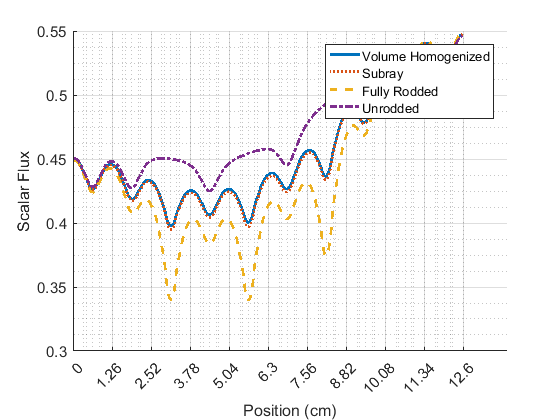 0.55
0.5
0.45
0.4
0.35
0.3
Scalar Flux
Volume Homogenized
Subray
Fully Rodded
Unrodded
0
1.26
2.52
3.78
5.04
6.3
7.56
8.82
10.08
11.34
12.6
Position (cm)